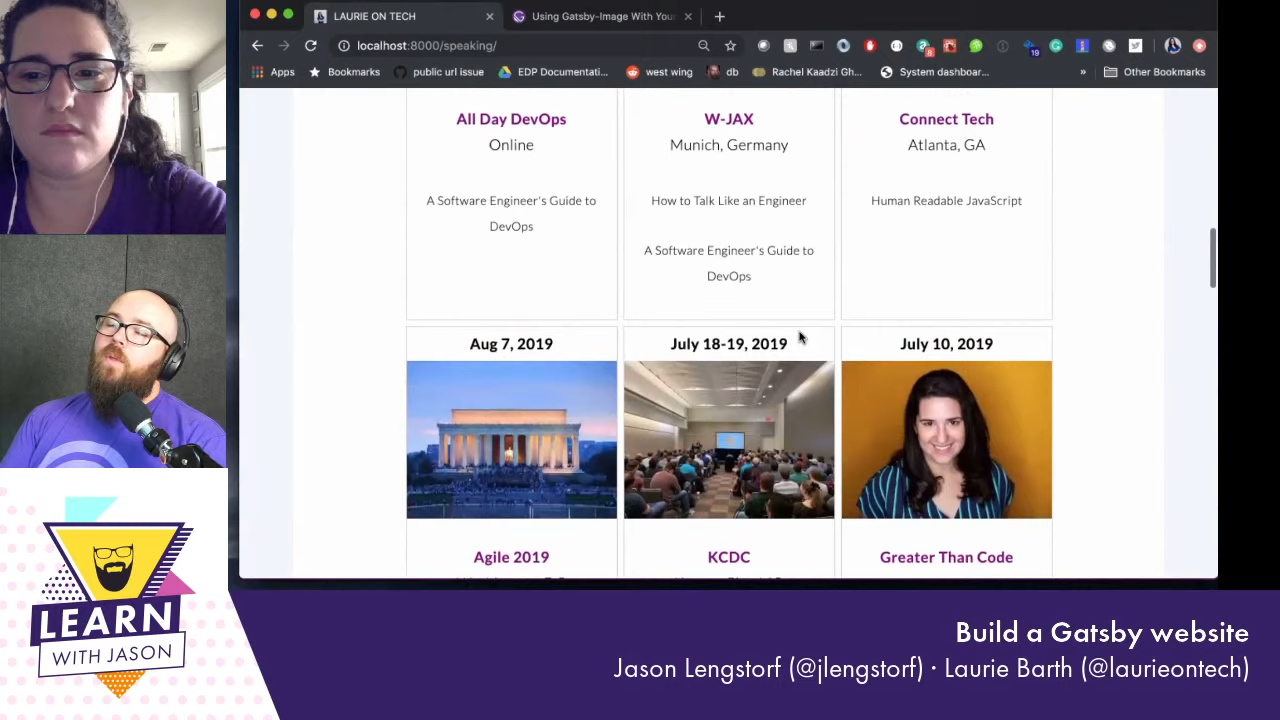 LAURIE ON TECH
Using Gatsby-Image With You
localhost:8000/speaking/
8
19
Apps
Bookmarks
public url issue
EDP Documentati...
west wing
db
Rachel Kaadzi Gh...
System dashboar...
»
Other Bookmarks
All Day DevOps
Online
A Software Engineer's Guide to
DevOps
W-JAX
Munich, Germany
How to Talk Like an Engineer
A Software Engineer's Guide to
DevOps
Connect Tech
Atlanta, GA
Human Readable JavaScript
Aug 7, 2019
July 18-19, 2019
July 10, 2019
Agile 2019
KCDC
Greater Than Code
LEARN
WITH JASON
Build a Gatsby website
Jason Lengstorf (@jlengstorf) · Laurie Barth (@laurieontech)